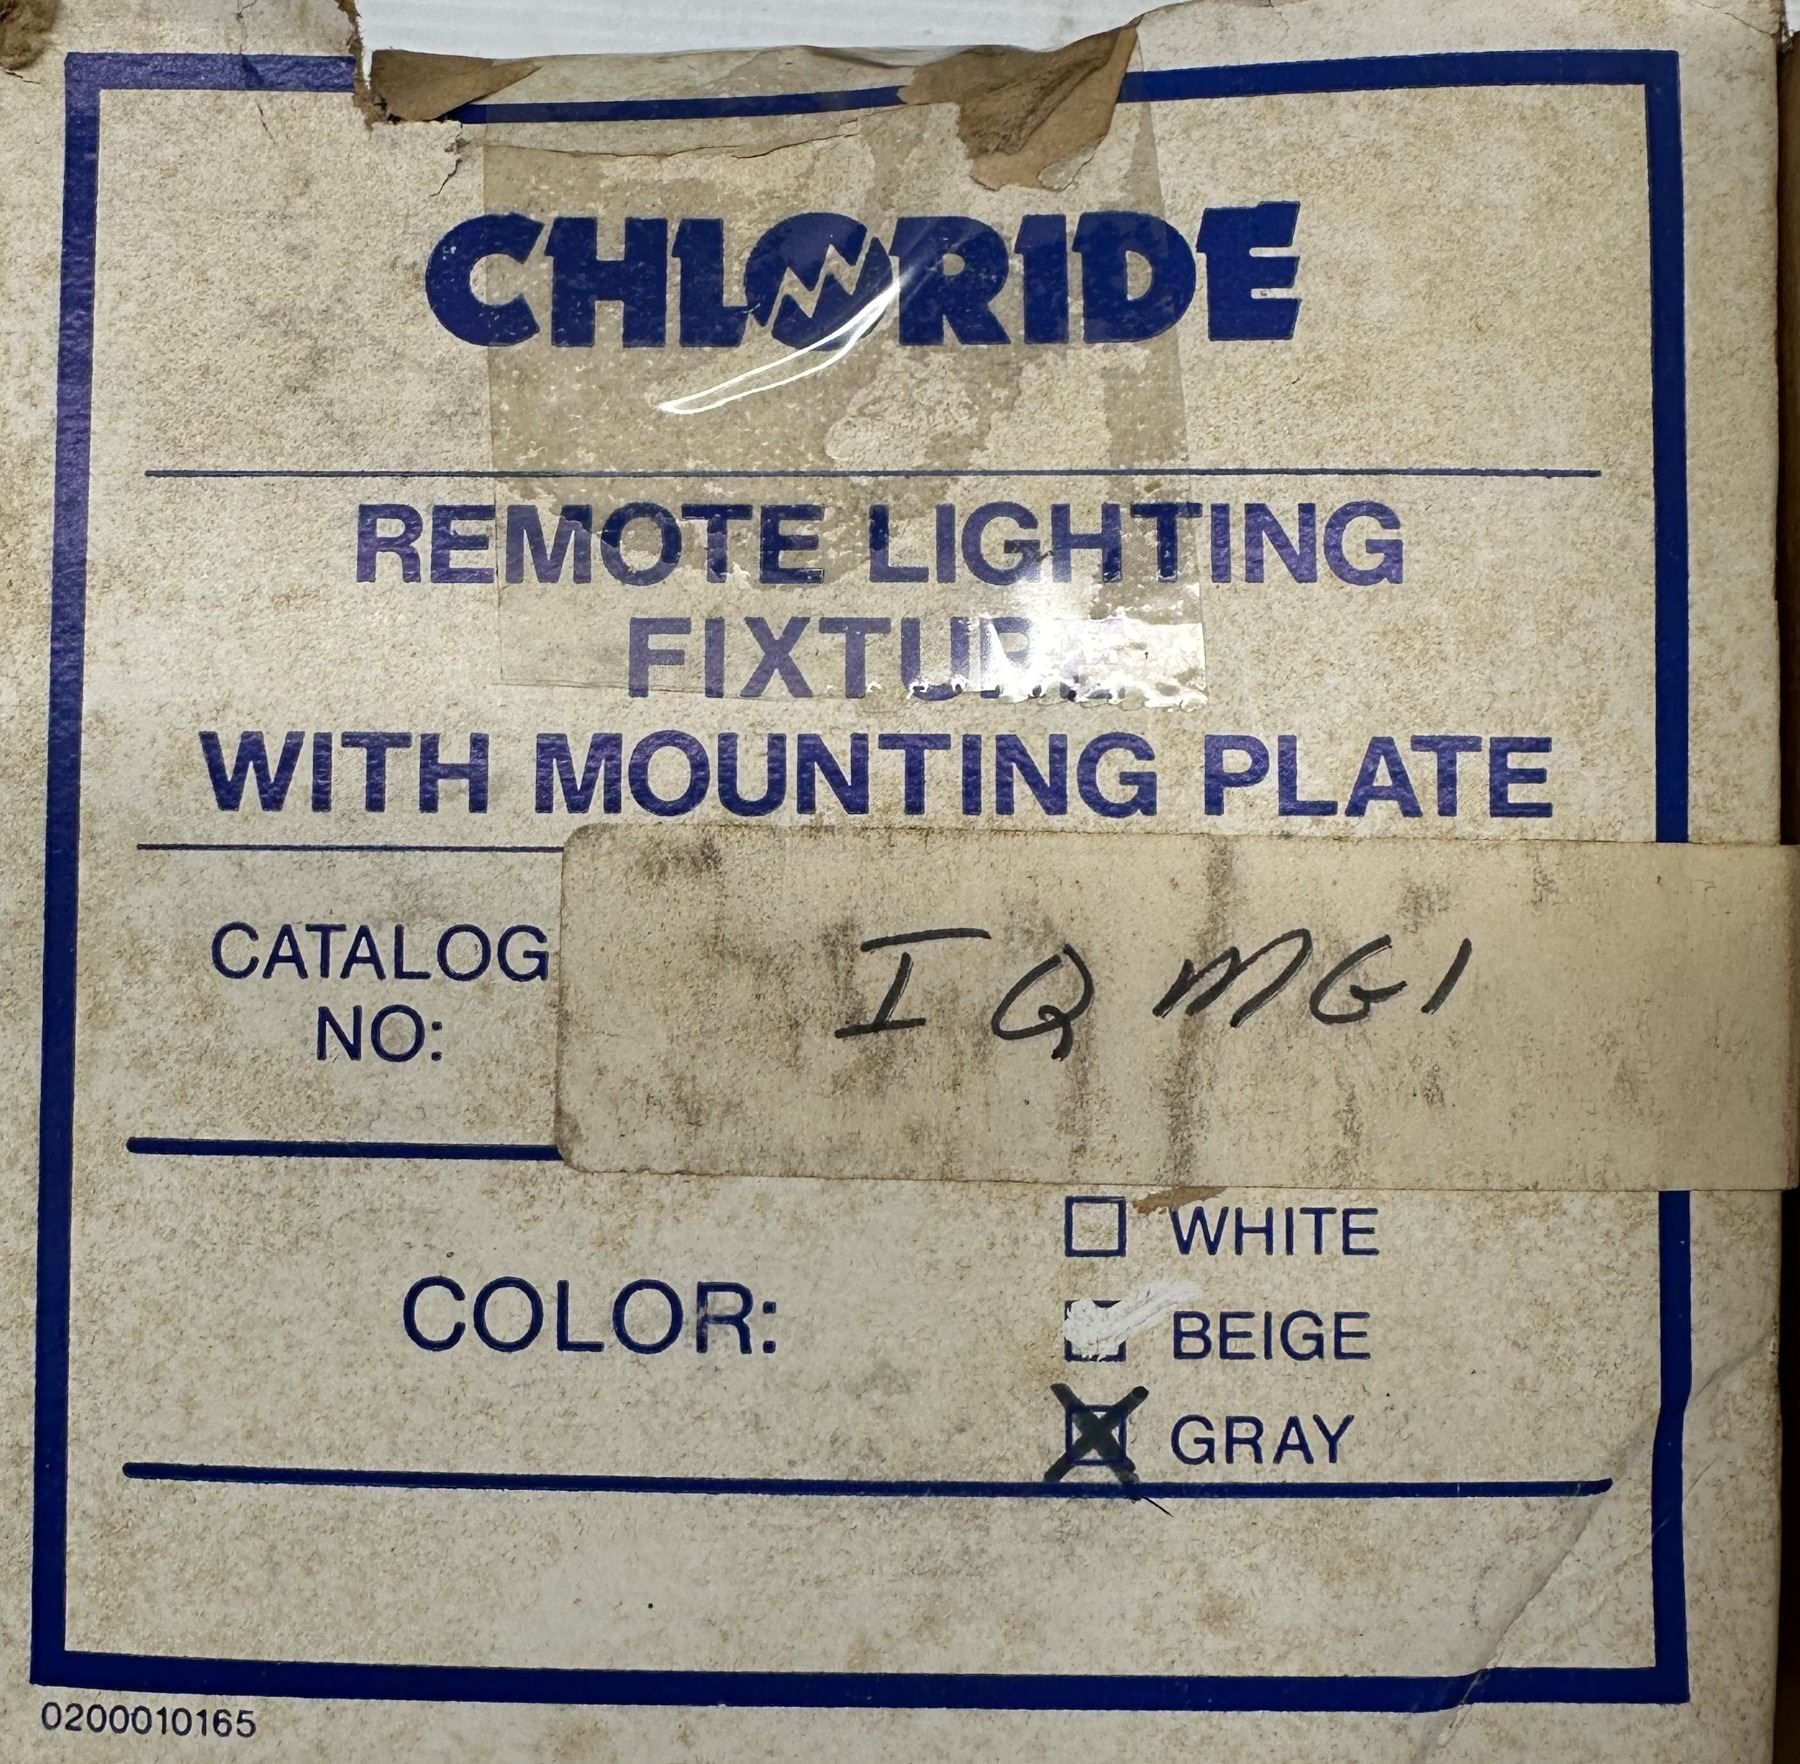 CHLORIDE
REMOTE LIGHTING
FIXTURE
WITH MOUNTING PLATE
CATALOG
NO:
IQ MG1
COLOR:
WHITE
BEIGE
GRAY
0200010165